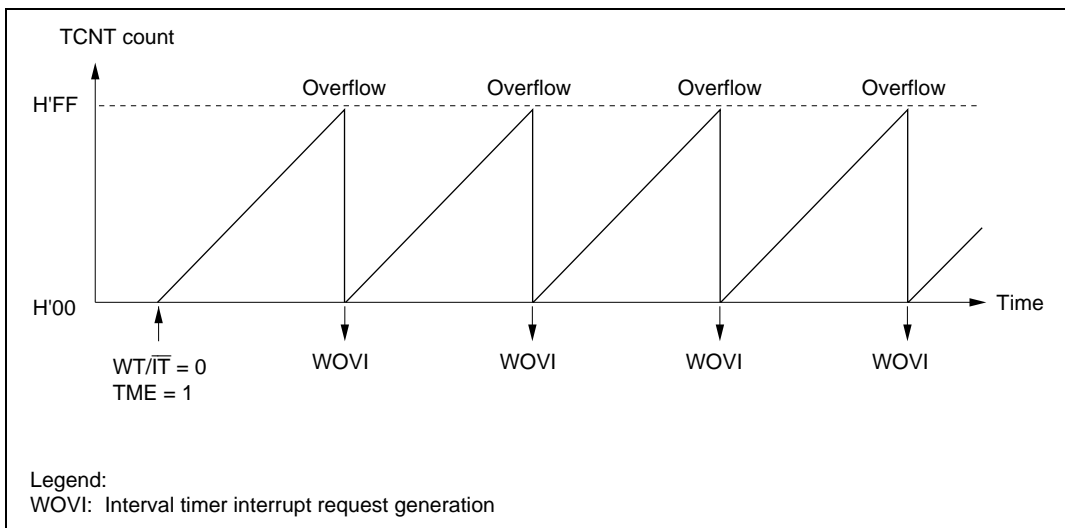 TCNT count
Overflow Overflow Overflow Overflow
H'FF
H'00
Time
WT/I̅T̅ = 0
TME = 1
WOVI WOVI WOVI WOVI
Legend:
WOVI: Interval timer interrupt request generation